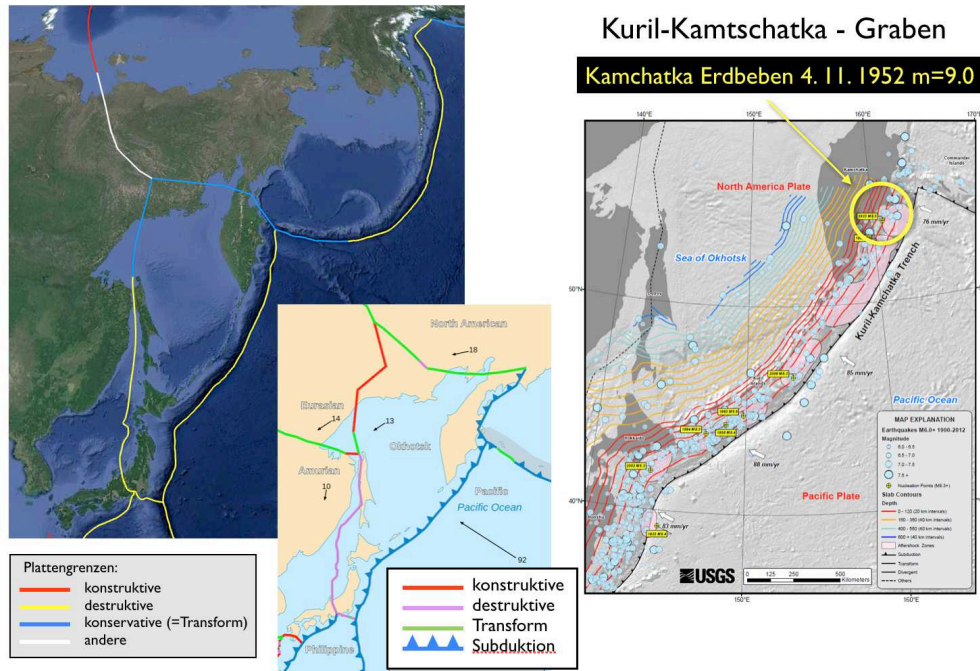 Kuril-Kamtschatka - Graben
Kamchatka Erdbeben 4. 11. 1952 m=9.0
140°E
150°E
160°E
170°E
Commander
Islands
Kamchatka
North America Plate
76 mm/yr
Sea of Okhotsk
50°N
Kuril-Kamchatka Trench
85 mm/yr
Pacific Ocean
Hokkaido
88 mm/yr
Pacific Plate
40°N
Honshu
83 mm/yr
MAP EXPLANATION
Earthquakes M6.0+ 1900-2012
Magnitude
6.0 - 6.5
6.5 - 7.0
7.0 - 7.5
7.5 +
Slab Contours
Depth
0 - 120 (20 km intervals)
160 - 360 (40 km intervals)
400 - 560 (40 km intervals)
600 + (40 km intervals)
Aftershock Zones
Subduction
Transform
Divergent
Others
USGS
0 125 250 500
Kilometers
150°E
160°E
North American
18
Eurasian
14
13
Okhotsk
Amurian
10
Pacific
Pacific Ocean
92
Philippine
Plattengrenzen:
konstruktive
destruktive
konservative (=Transform)
andere
konstruktive
destruktive
Transform
Subduktion